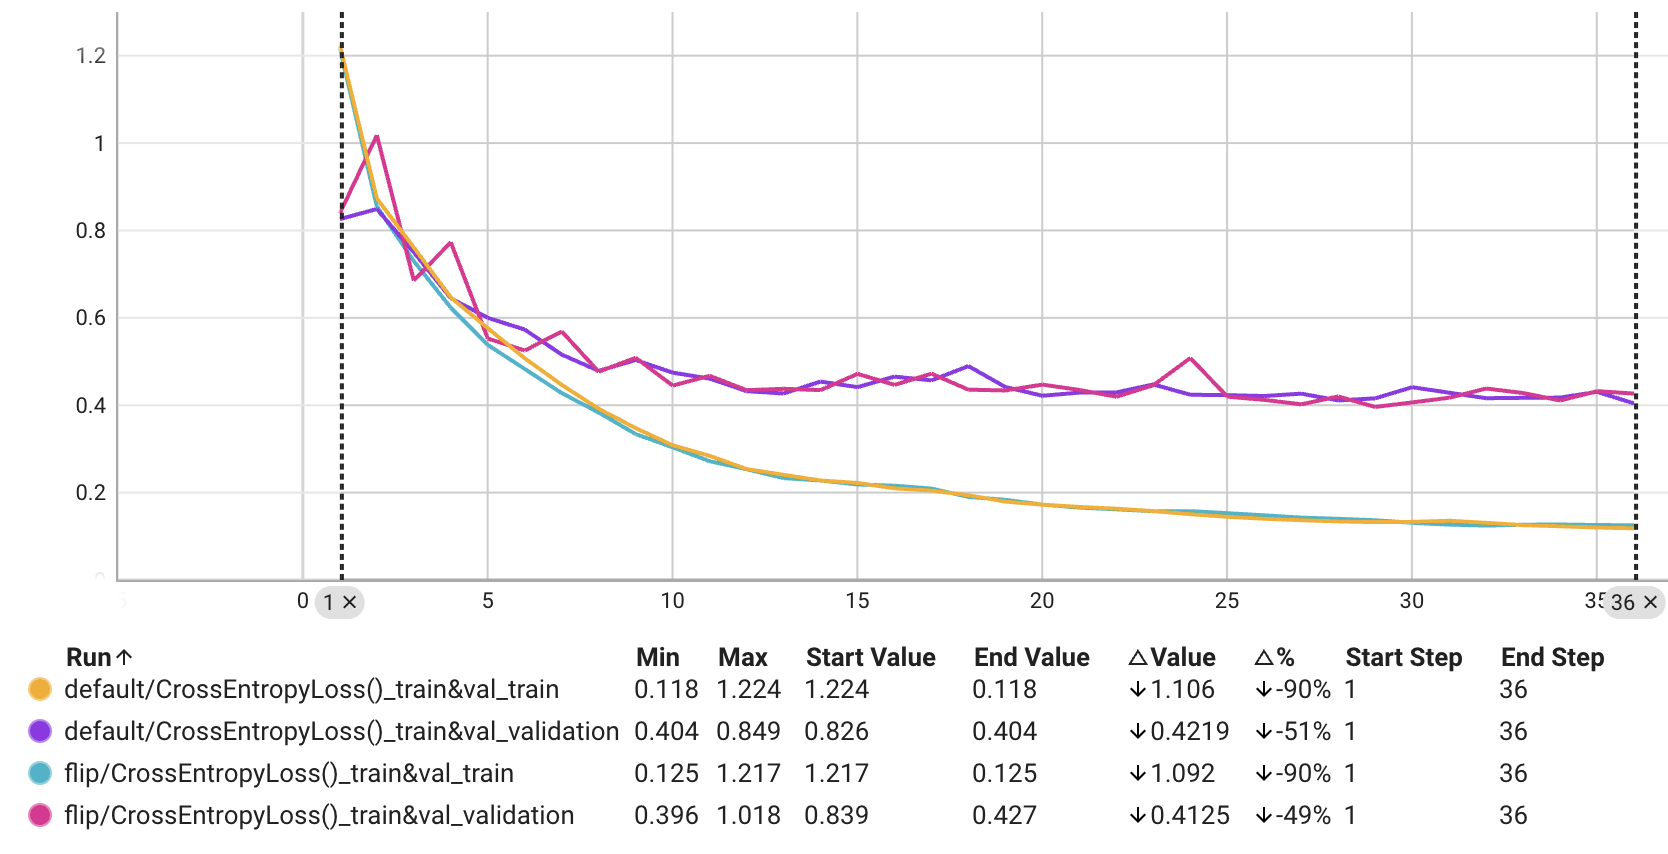 1.2
1
0.8
0.6
0.4
0.2
0
0 1 × 5 10 15 20 25 30 35 36 ×
Run↑ Min Max Start Value End Value △Value △% Start Step End Step
default/CrossEntropyLoss()_train&val_train 0.118 1.224 1.224 0.118 ↓1.106 ↓-90% 1 36
default/CrossEntropyLoss()_train&val_validation 0.404 0.849 0.826 0.404 ↓0.4219 ↓-51% 1 36
flip/CrossEntropyLoss()_train&val_train 0.125 1.217 1.217 0.125 ↓1.092 ↓-90% 1 36
flip/CrossEntropyLoss()_train&val_validation 0.396 1.018 0.839 0.427 ↓0.4125 ↓-49% 1 36